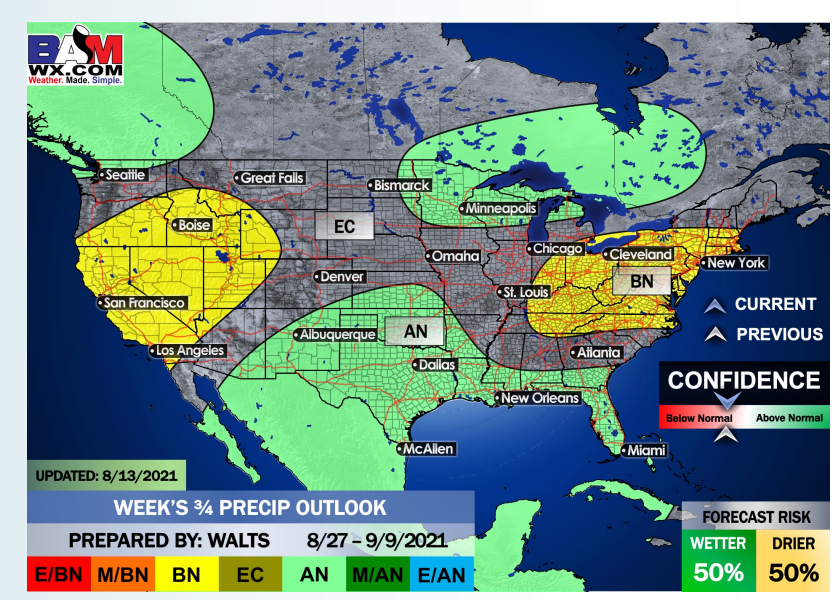 BAM
WX.COM
Weather. Made. Simple.
Seattle
Great Falls
Bismarck
Boise
EC
Minneapolis
Omaha
Chicago
Cleveland
New York
BN
Denver
St. Louis
San Francisco
Los Angeles
Albuquerque
AN
Atlanta
Dallas
New Orleans
McAllen
Miami
CURRENT
PREVIOUS
CONFIDENCE
Below Normal
Above Normal
UPDATED: 8/13/2021
WEEK'S ¾ PRECIP OUTLOOK
PREPARED BY: WALTS 8/27 – 9/9/2021
E/BN M/BN BN EC AN M/AN E/AN
FORECAST RISK
WETTER DRIER
50% 50%